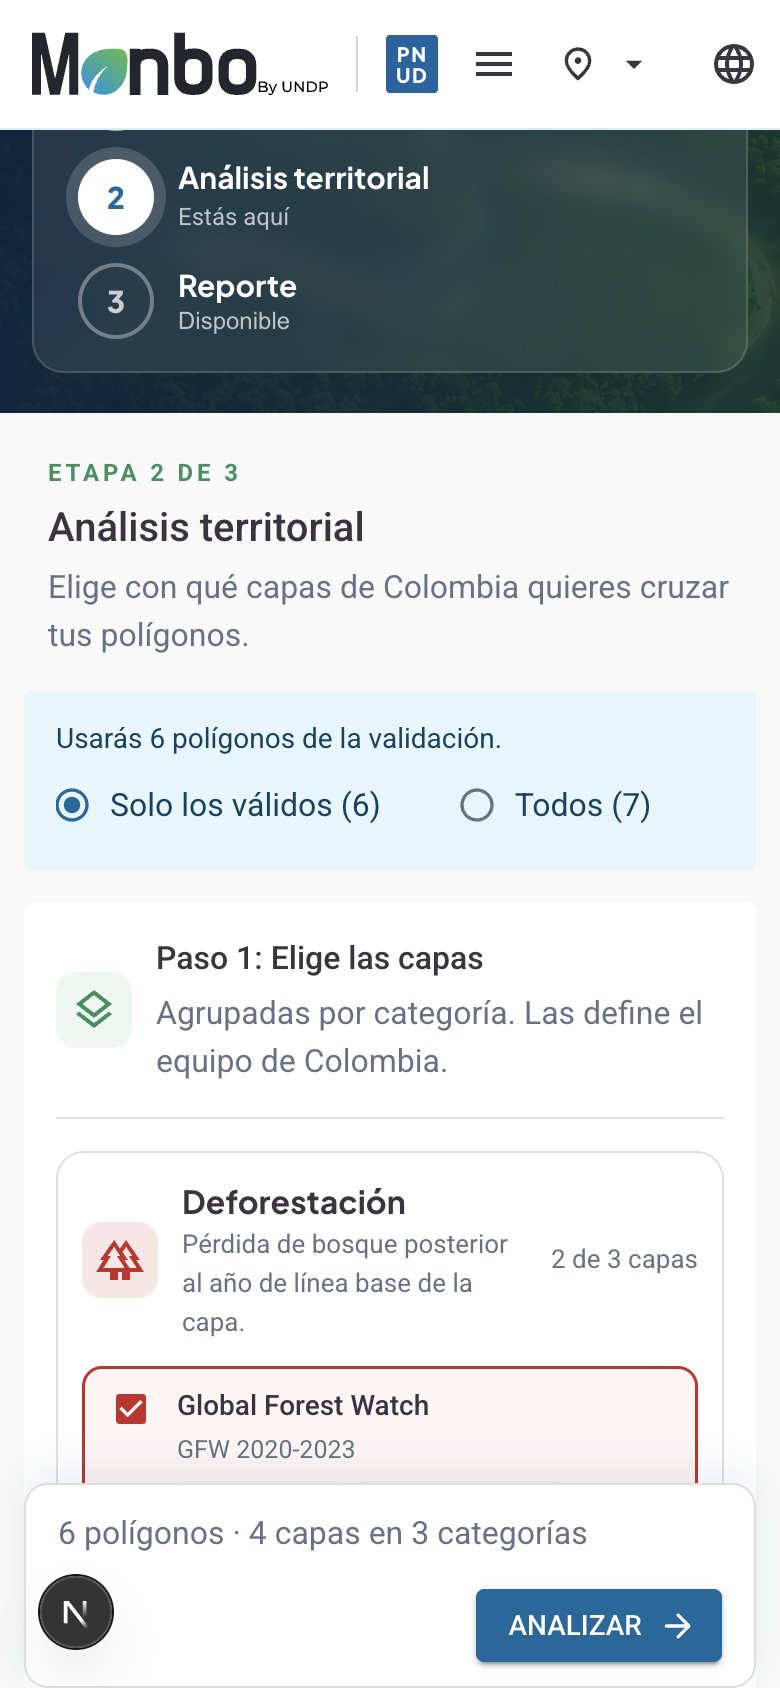 Monbo By UNDP
PN
UD
2
Análisis territorial
Estás aquí
3
Reporte
Disponible
ETAPA 2 DE 3
Análisis territorial
Elige con qué capas de Colombia quieres cruzar
tus polígonos.
Usarás 6 polígonos de la validación.
Solo los válidos (6)
Todos (7)
Paso 1: Elige las capas
Agrupadas por categoría. Las define el
equipo de Colombia.
Deforestación
Pérdida de bosque posterior
al año de línea base de la
capa.
2 de 3 capas
Global Forest Watch
GFW 2020-2023
6 polígonos · 4 capas en 3 categorías
N
ANALIZAR